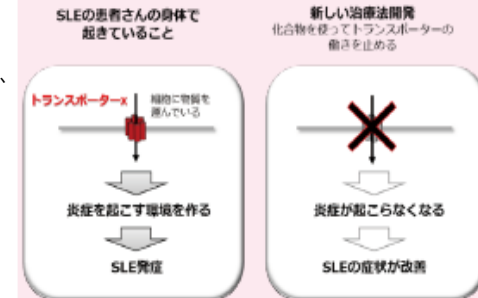 SLEの患者さんの身体で
起きていること
トランスポーターx
細胞に物質を
運んでいる
炎症を起こす環境を作る
SLE発症
新しい治療法開発
化合物を使ってトランスポーターの
働きを止める
炎症が起こらなくなる
SLEの症状が改善
、